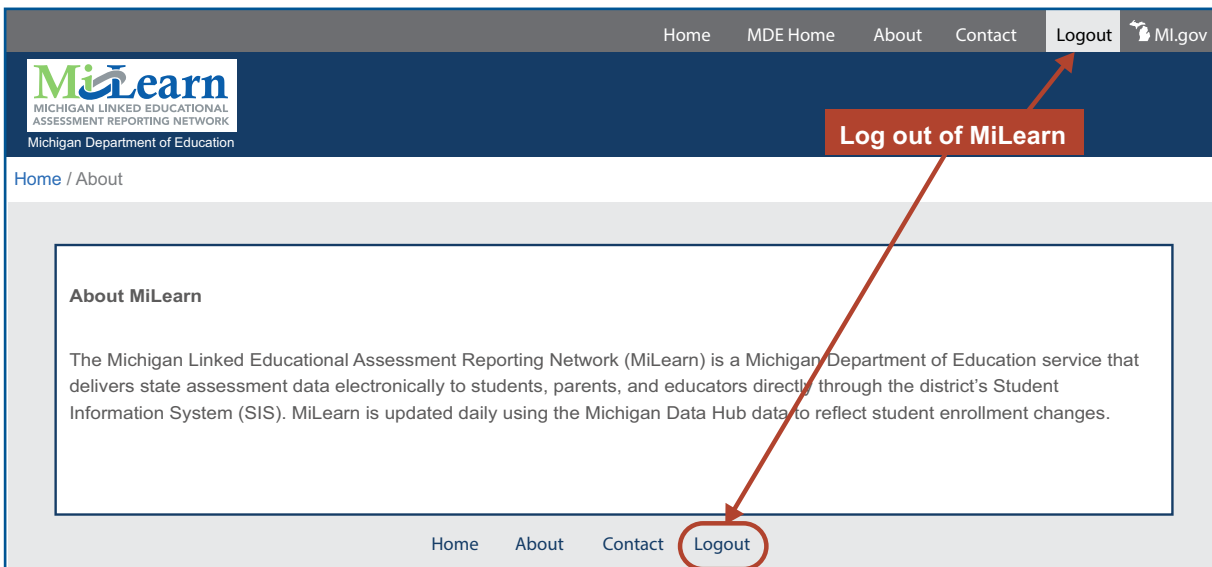 Home MDE Home About Contact Logout MI.gov
MiLearn
MICHIGAN LINKED EDUCATIONAL
ASSESSMENT REPORTING NETWORK
Michigan Department of Education
Log out of MiLearn
Home / About
About MiLearn
The Michigan Linked Educational Assessment Reporting Network (MiLearn) is a Michigan Department of Education service that
delivers state assessment data electronically to students, parents, and educators directly through the district’s Student
Information System (SIS). MiLearn is updated daily using the Michigan Data Hub data to reflect student enrollment changes.
Home About Contact Logout